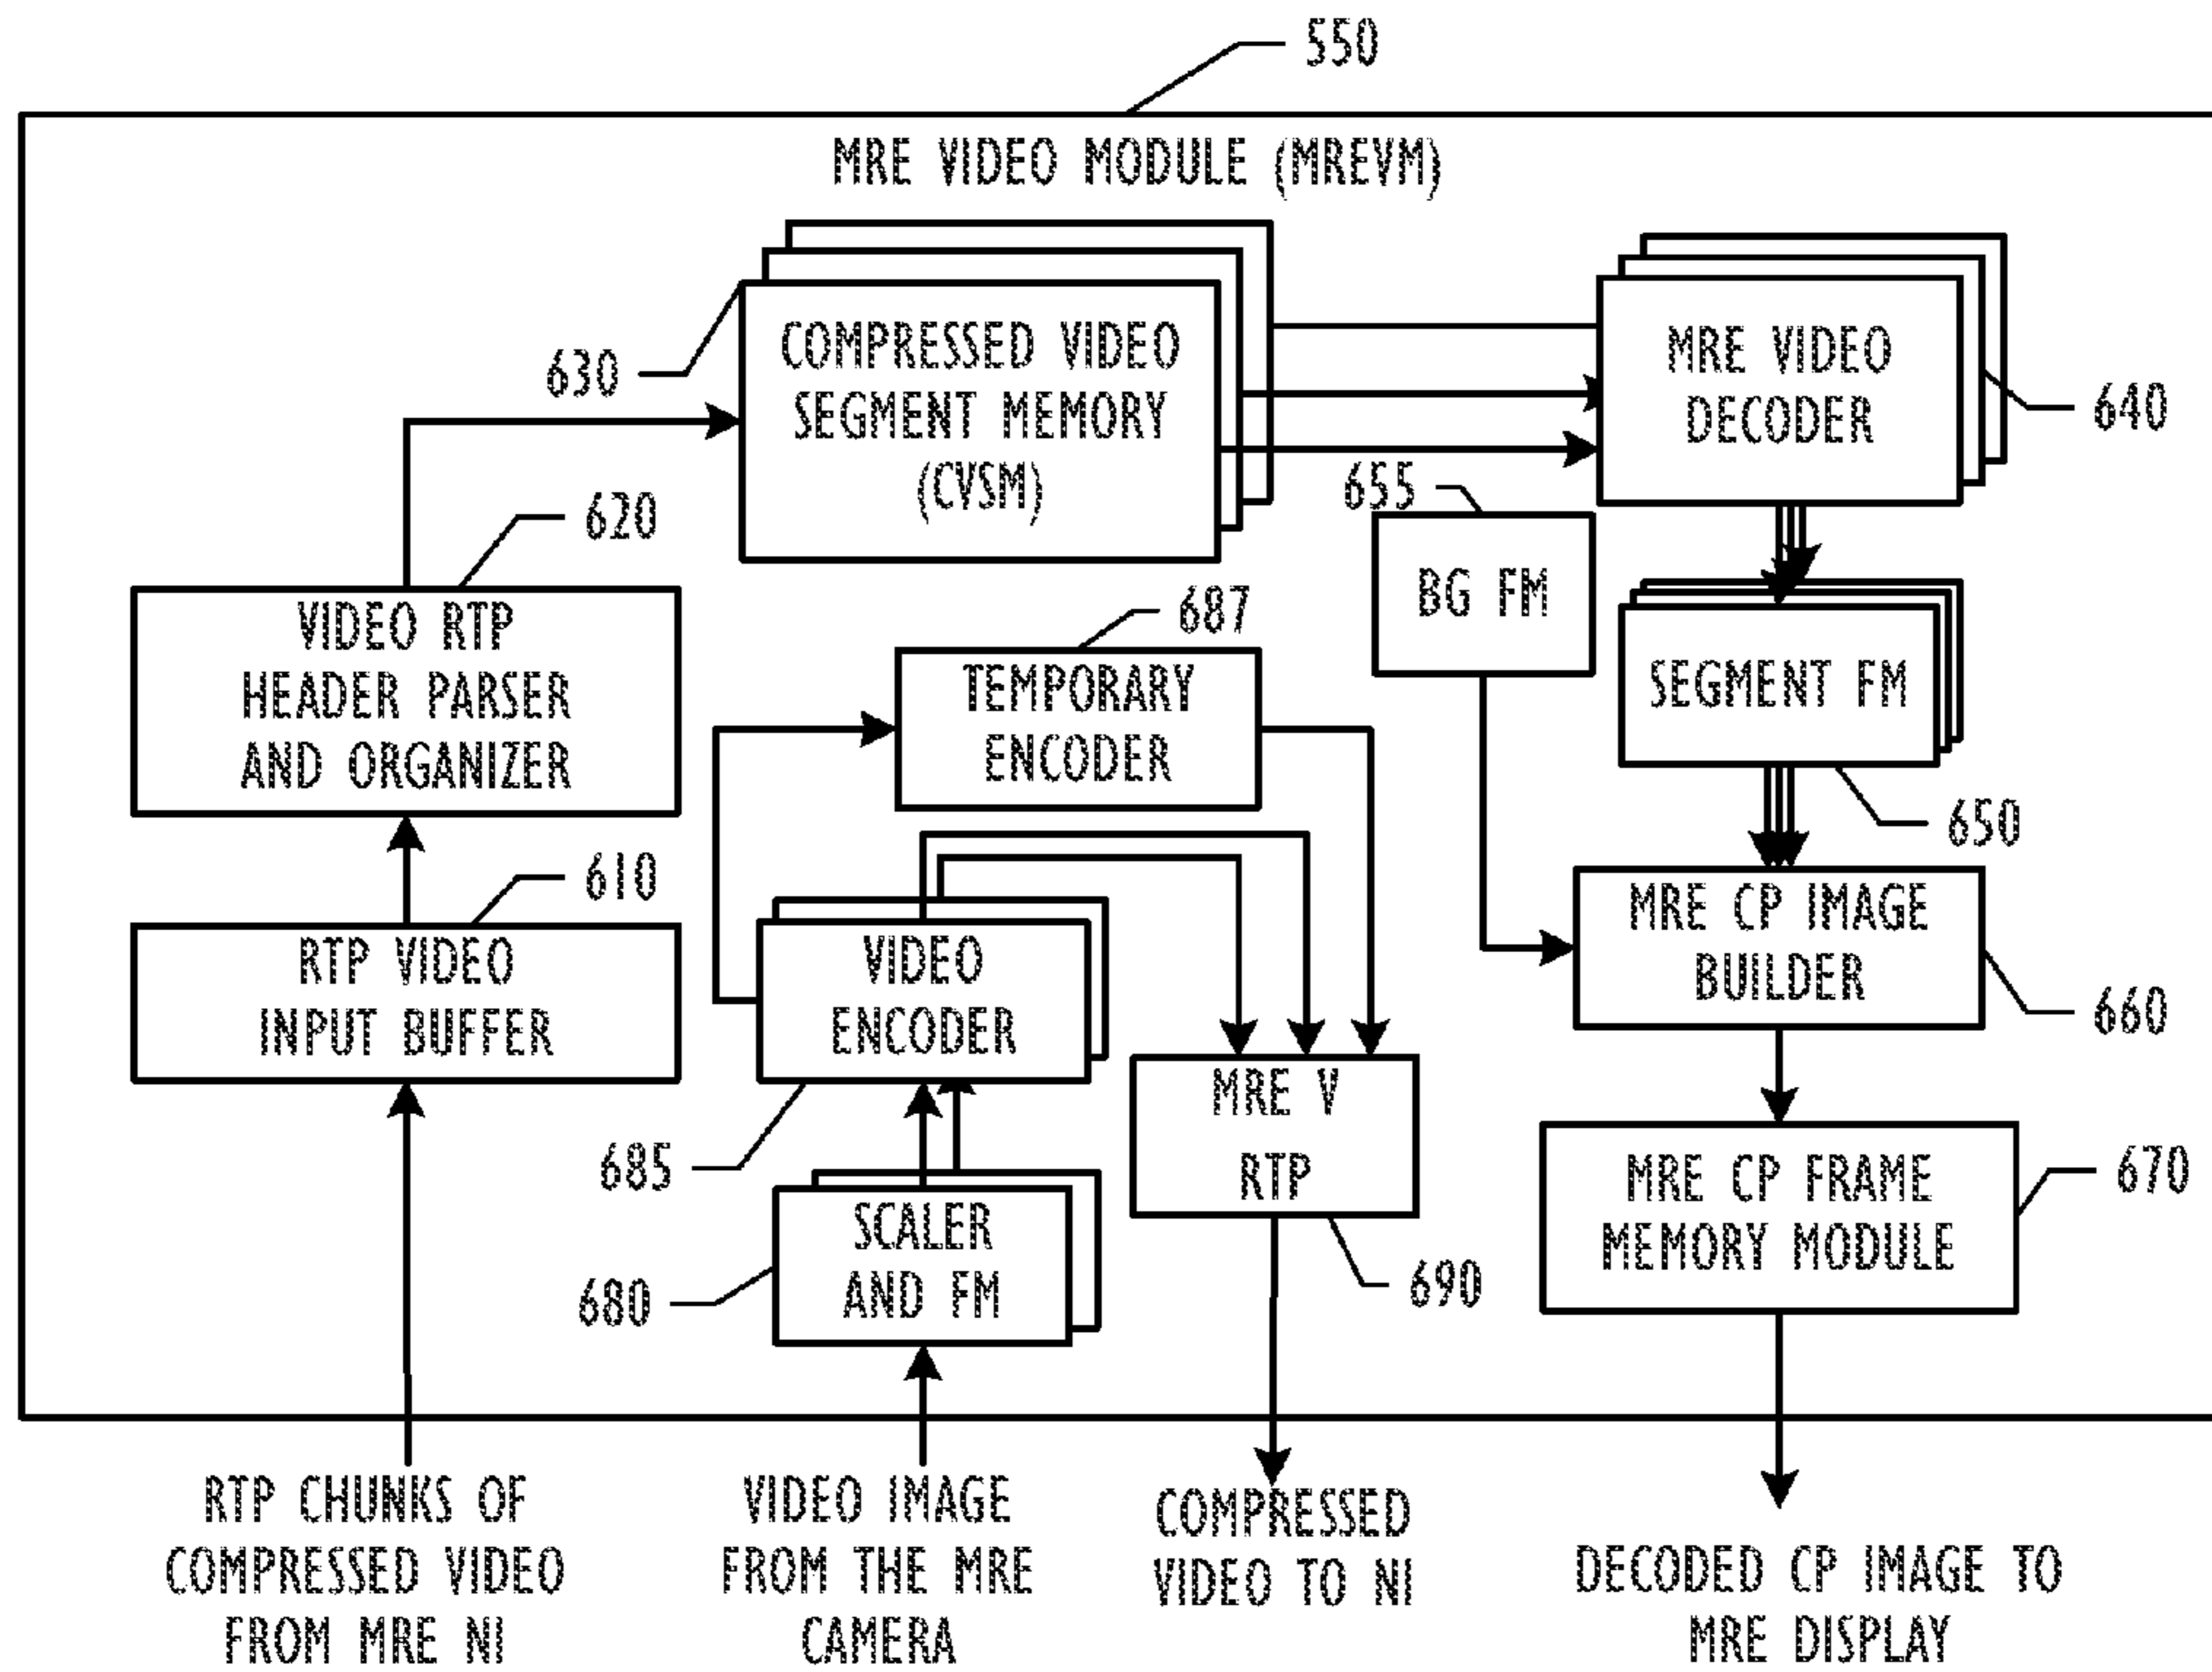 550
MRE VIDEO MODULE (MREVM)
630
COMPRESSED VIDEO
SEGMENT MEMORY
(CVSM)
MRE VIDEO
DECODER
640
620
VIDEO RTP
HEADER PARSER
AND ORGANIZER
655
BG FM
687
TEMPORARY
ENCODER
SEGMENT FM
650
610
RTP VIDEO
INPUT BUFFER
VIDEO
ENCODER
685
MRE CP IMAGE
BUILDER
660
MRE V
RTP
690
SCALER
AND FM
680
MRE CP FRAME
MEMORY MODULE
670
RTP CHUNKS OF
COMPRESSED VIDEO
FROM MRE NI
VIDEO IMAGE
FROM THE MRE
CAMERA
COMPRESSED
VIDEO TO NI
DECODED CP IMAGE TO
MRE DISPLAY